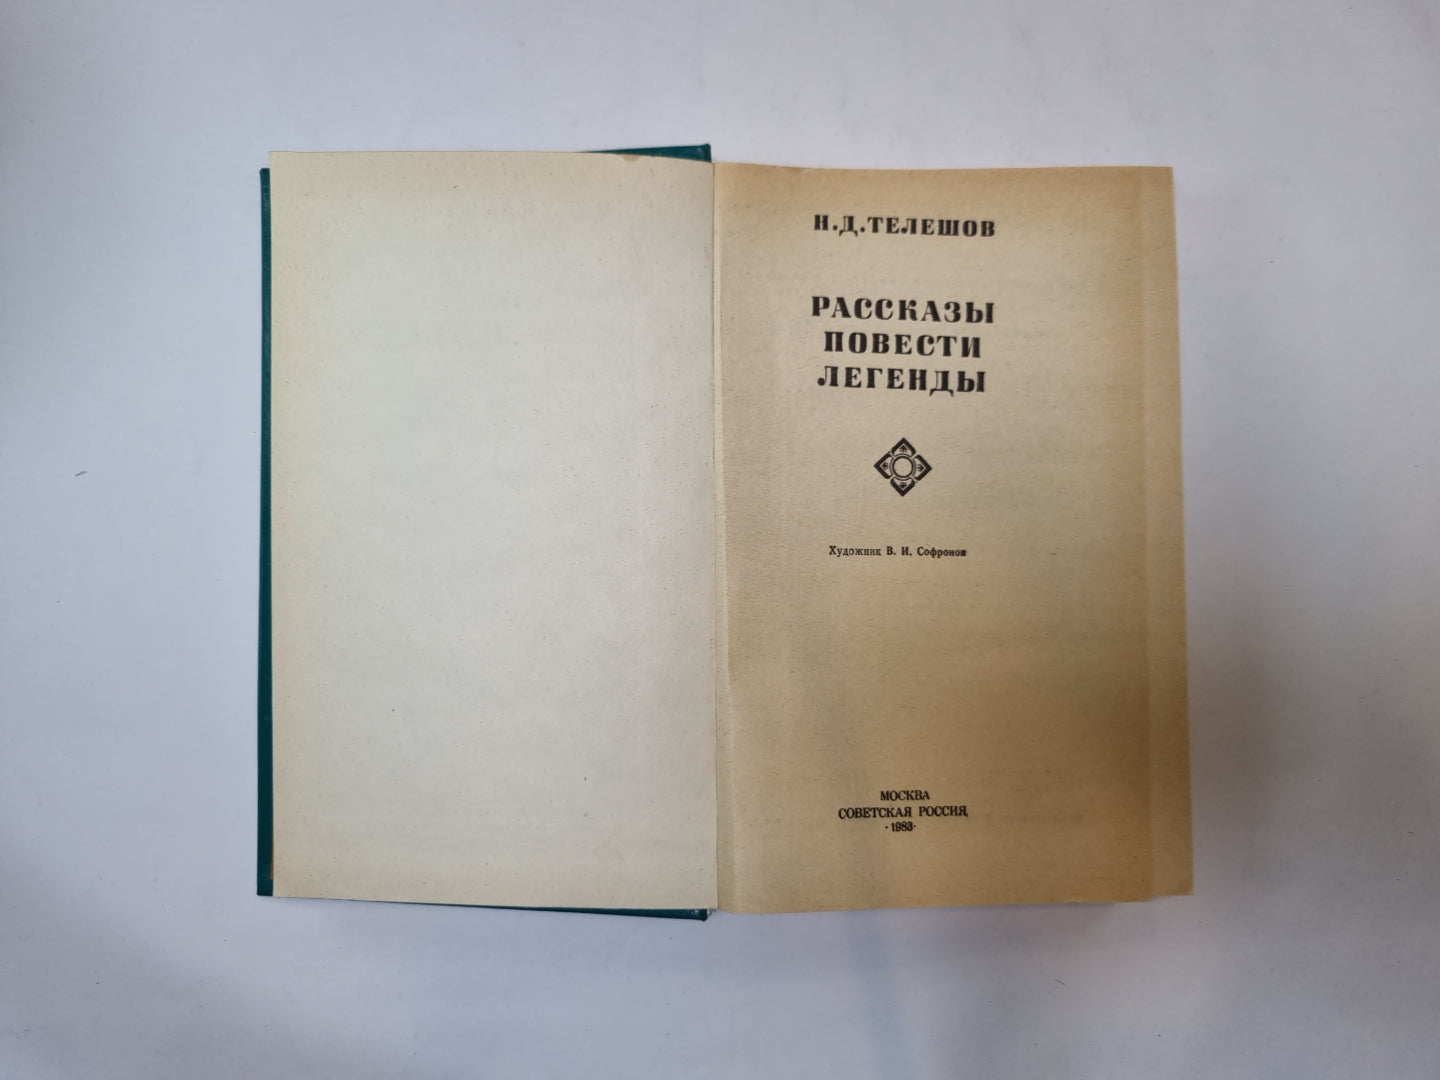 Н.Д.ТЕЛЕШОВ
РАССКАЗЫ
ПОВЕСТИ
ЛЕГЕНДЫ
Художник В. И. Софронов
МОСКВА
СОВЕТСКАЯ РОССИЯ,
·1983·